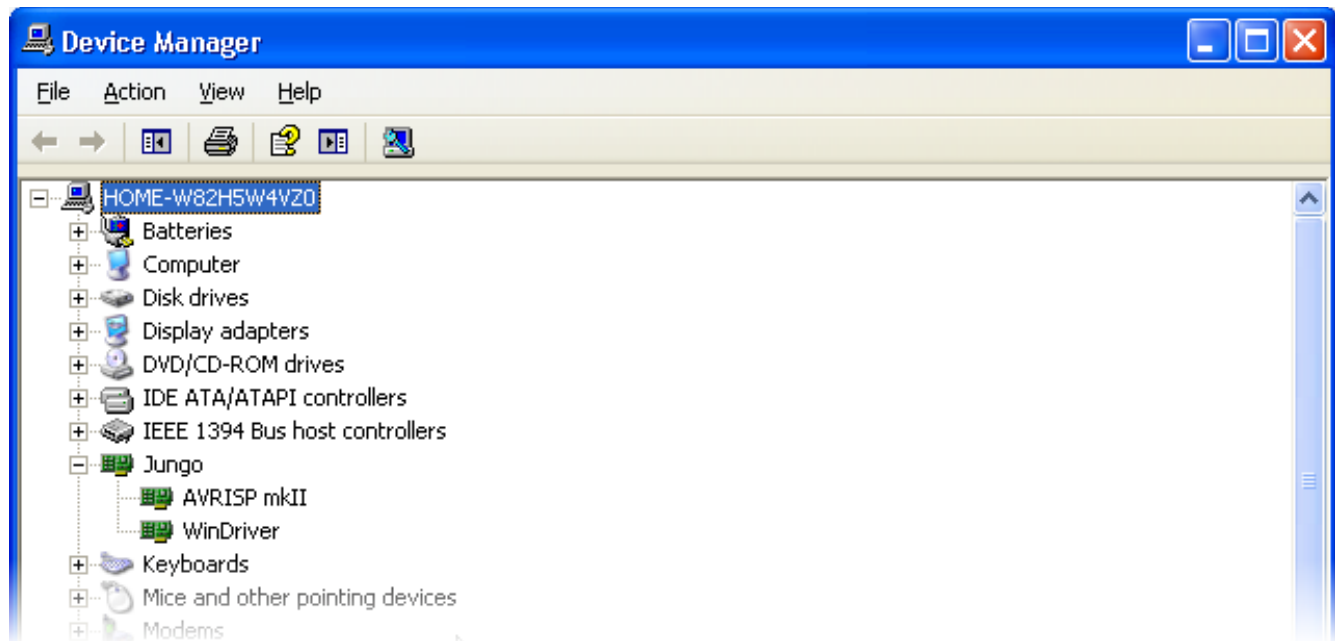 Device Manager
File Action View Help
HOME-W82H5W4VZ0
Batteries
Computer
Disk drives
Display adapters
DVD/CD-ROM drives
IDE ATA/ATAPI controllers
IEEE 1394 Bus host controllers
Jungo
AVRISP mkII
WinDriver
Keyboards
Mice and other pointing devices
Modems